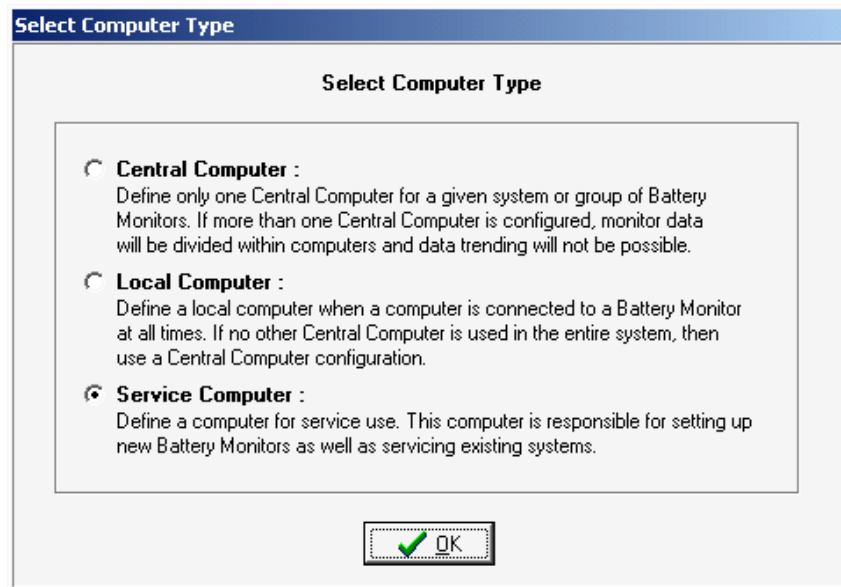 Select Computer Type
Select Computer Type
Central Computer :
Define only one Central Computer for a given system or group of Battery
Monitors. If more than one Central Computer is configured, monitor data
will be divided within computers and data trending will not be possible.
Local Computer :
Define a local computer when a computer is connected to a Battery Monitor
at all times. If no other Central Computer is used in the entire system, then
use a Central Computer configuration.
Service Computer :
Define a computer for service use. This computer is responsible for setting up
new Battery Monitors as well as servicing existing systems.
OK